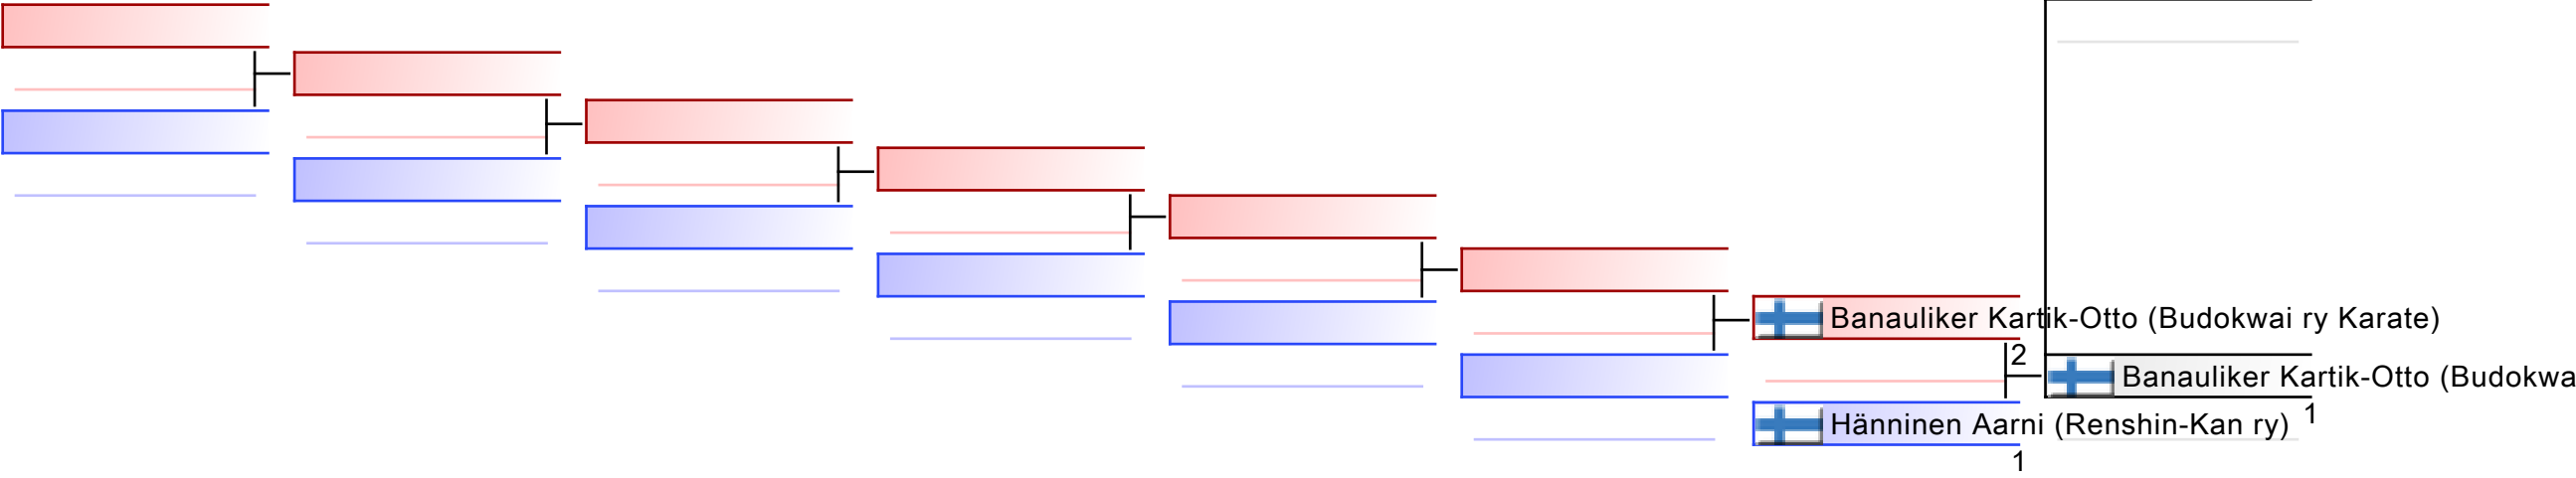 Banauliker Kartik-Otto (Budokwai ry Karate)
2
Banauliker Kartik-Otto (Budokwa
1
Hänninen Aarni (Renshin-Kan ry)
1